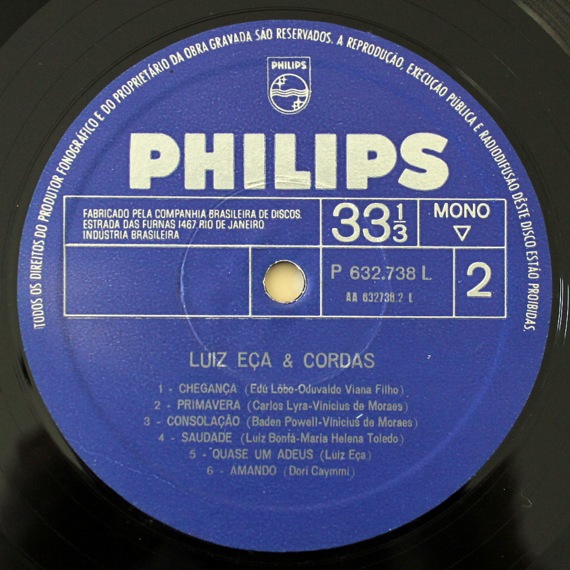 TODOS OS DIREITOS DO PRODUTOR FONOGRÁFICO E DO PROPRIETÁRIO DA OBRA GRAVADA SÃO RESERVADOS. A REPRODUÇÃO, EXECUÇÃO PÚBLICA E RADIODIFUSÃO DÊSTE DISCO ESTÃO PROIBIDAS.
PHILIPS
PHILIPS
FABRICADO PELA COMPANHIA BRASILEIRA DE DISCOS.
ESTRADA DAS FURNAS 1467 RIO DE JANEIRO
INDUSTRIA BRASILEIRA
33 1/3
MONO
P 632.738 L
AA 632738.2 L
2
LUIZ EÇA & CORDAS
1 - CHEGANÇA (Edú Lôbo-Oduvaldo Viana Filho)
2 - PRIMAVERA (Carlos Lyra-Vinicius de Moraes)
3 - CONSOLAÇÃO (Baden Powell-Vinicius de Moraes)
4 - SAUDADE (Luiz Bonfá-Maria Helena Toledo)
5 - QUASE UM ADEUS (Luiz Eça)
6 - AMANDO (Dori Caymmi)